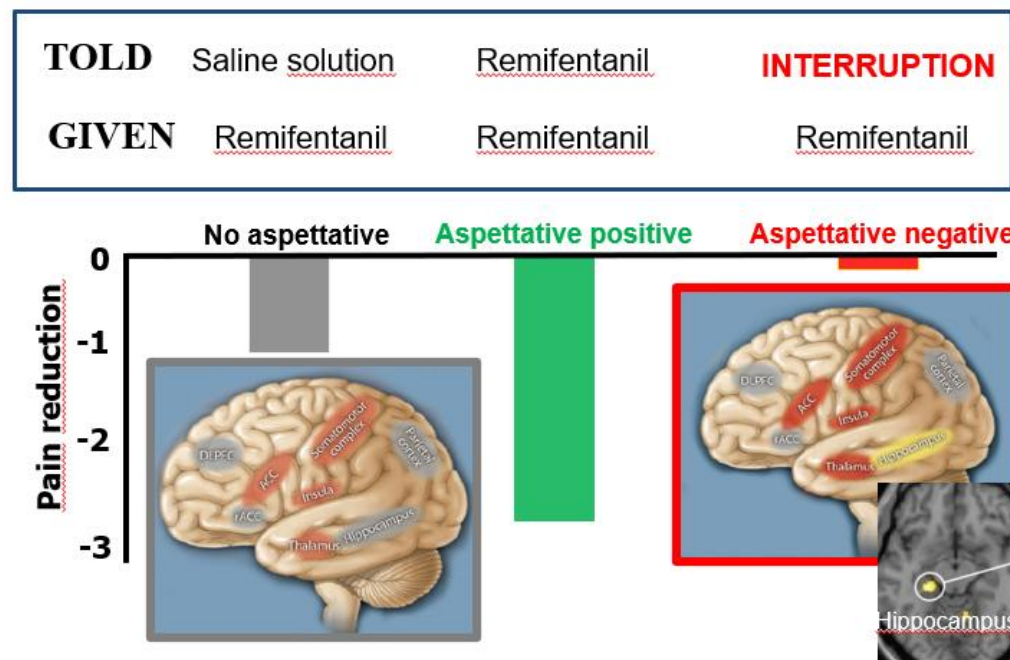 TOLD Saline solution Remifentanil INTERRUPTION
GIVEN Remifentanil Remifentanil Remifentanil
No aspettative Aspettative positive Aspettative negative
Pain reduction
0
-1
-2
-3
DLPFC
ACC
rACC
Somatomotor complex
Insula
Parietal cortex
Thalamus
Hippocampus
DLPFC
ACC
rACC
Somatomotor complex
Insula
Parietal cortex
Thalamus
Hippocampus
Hippocampus